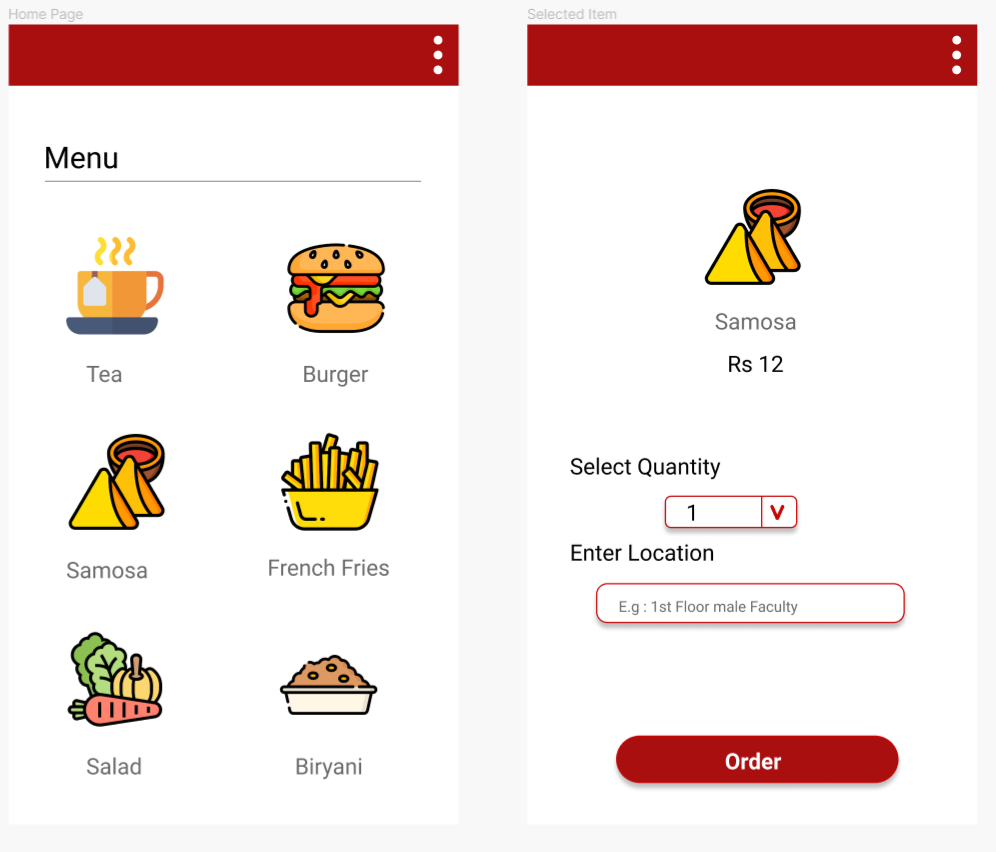 Home Page
Menu
Tea
Burger
Samosa
French Fries
Salad
Biryani
Selected Item
Samosa
Rs 12
Select Quantity
1 V
Enter Location
E.g : 1st Floor male Faculty
Order